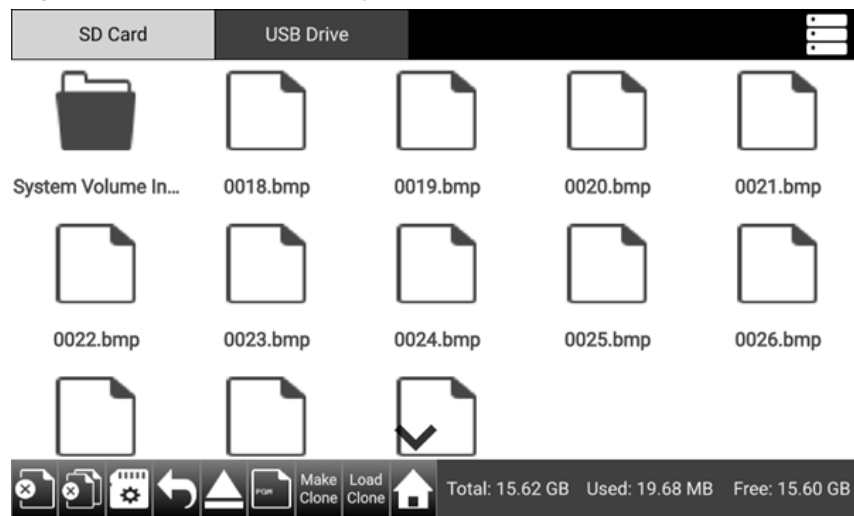 SD Card
USB Drive
System Volume In...
0018.bmp
0019.bmp
0020.bmp
0021.bmp
0022.bmp
0023.bmp
0024.bmp
0025.bmp
0026.bmp
PGM
Make
Clone
Load
Clone
Total: 15.62 GB
Used: 19.68 MB
Free: 15.60 GB